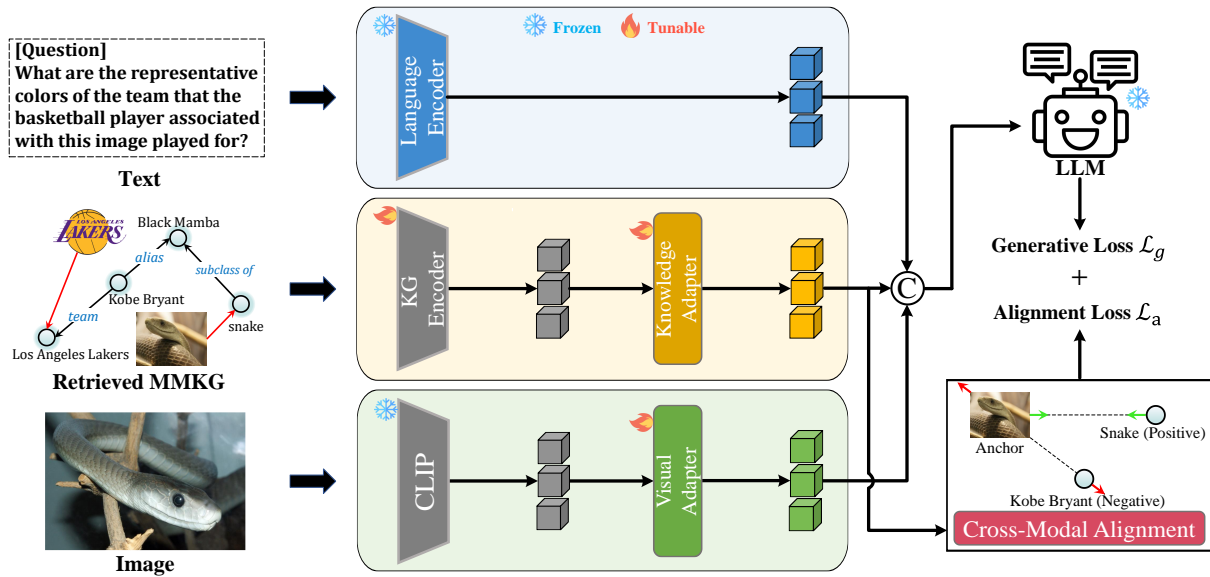 [Question]
What are the representative
colors of the team that the
basketball player associated
with this image played for?
Text
LOS ANGELES
LAKERS
Black Mamba
alias
subclass of
Kobe Bryant
team
snake
Los Angeles Lakers
Retrieved MMKG
Image
Frozen
Tunable
Language
Encoder
KG
Encoder
Knowledge
Adapter
CLIP
Visual
Adapter
C
LLM
Generative Loss ℒg
+
Alignment Loss ℒa
Anchor
Snake (Positive)
Kobe Bryant (Negative)
Cross-Modal Alignment